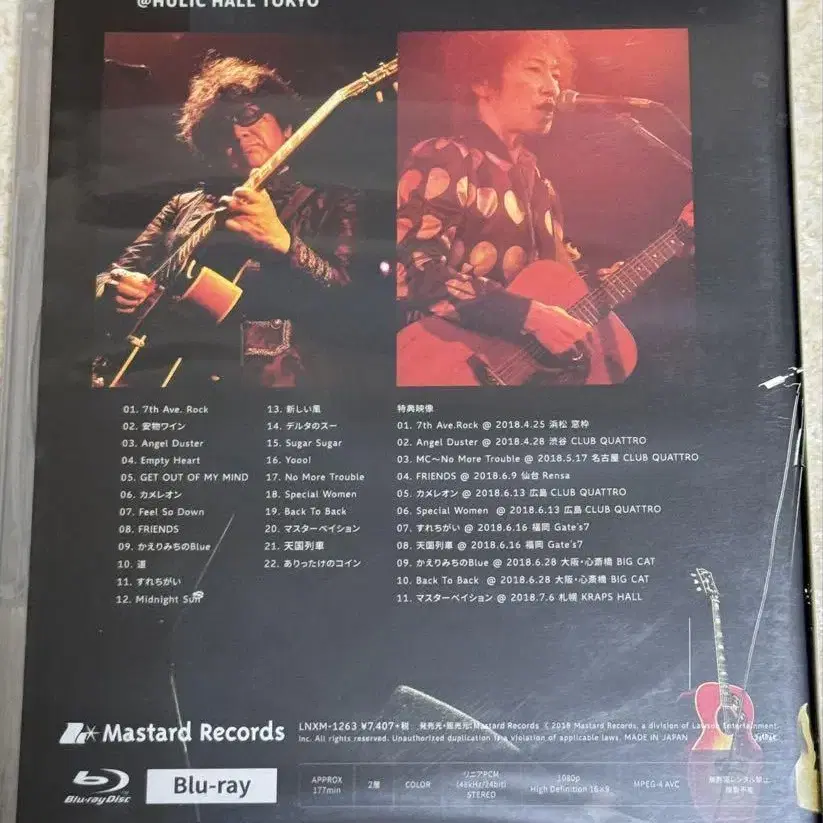 @HULIC HALL TOKYO
01. 7th Ave. Rock
02. 安物ワイン
03. Angel Duster
04. Empty Heart
05. GET OUT OF MY MIND
06. カメレオン
07. Feel So Down
08. FRIENDS
09. かえりみちのBlue
10. 道
11. すれちがい
12. Midnight Sun
13. 新しい風
14. デルタのスー
15. Sugar Sugar
16. Yooo!
17. No More Trouble
18. Special Women
19. Back To Back
20. マスターベイション
21. 天国列車
22. ありったけのコイン
特典映像
01. 7th Ave.Rock @ 2018.4.25 浜松 窓枠
02. Angel Duster @ 2018.4.28 渋谷 CLUB QUATTRO
03. MC〜No More Trouble @ 2018.5.17 名古屋 CLUB QUATTRO
04. FRIENDS @ 2018.6.9 仙台 Rensa
05. カメレオン @ 2018.6.13 広島 CLUB QUATTRO
06. Special Women @ 2018.6.13 広島 CLUB QUATTRO
07. すれちがい @ 2018.6.16 福岡 Gate's7
08. 天国列車 @ 2018.6.16 福岡 Gate's7
09. かえりみちのBlue @ 2018.6.28 大阪・心斎橋 BIG CAT
10. Back To Back @ 2018.6.28 大阪・心斎橋 BIG CAT
11. マスターベイション @ 2018.7.6 札幌 KRAPS HALL
Mastard Records
LNXM-1263 ¥7,407+税 発売元・販売元:Mastard Records © 2018 Mastard Records, a division of Lawson Entertainment
Inc. All rights reserved. Unauthorized duplication is a violation of applicable laws. MADE IN JAPAN
Blu-ray Disc
Blu-ray
APPROX
177min
2層
COLOR
リニアPCM
(48kHz/24bit)
STEREO
1080p
High Definition 16×9
MPEG-4 AVC
無断レンタル禁止
複製不能